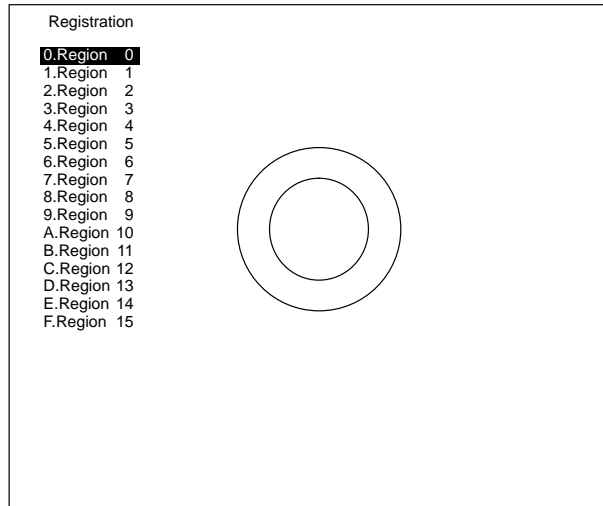 Registration
0.Region 0
1.Region 1
2.Region 2
3.Region 3
4.Region 4
5.Region 5
6.Region 6
7.Region 7
8.Region 8
9.Region 9
A.Region 10
B.Region 11
C.Region 12
D.Region 13
E.Region 14
F.Region 15